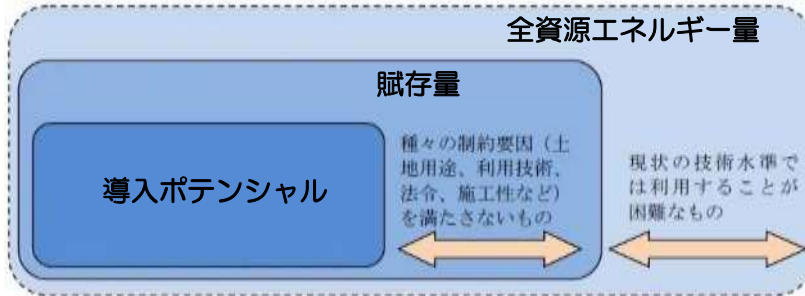 全資源エネルギー量
賦存量
導入ポテンシャル
種々の制約要因（土
地用途、利用技術、
法令、施工性など）
を満たさないもの
現状の技術水準で
は利用することが
困難なもの